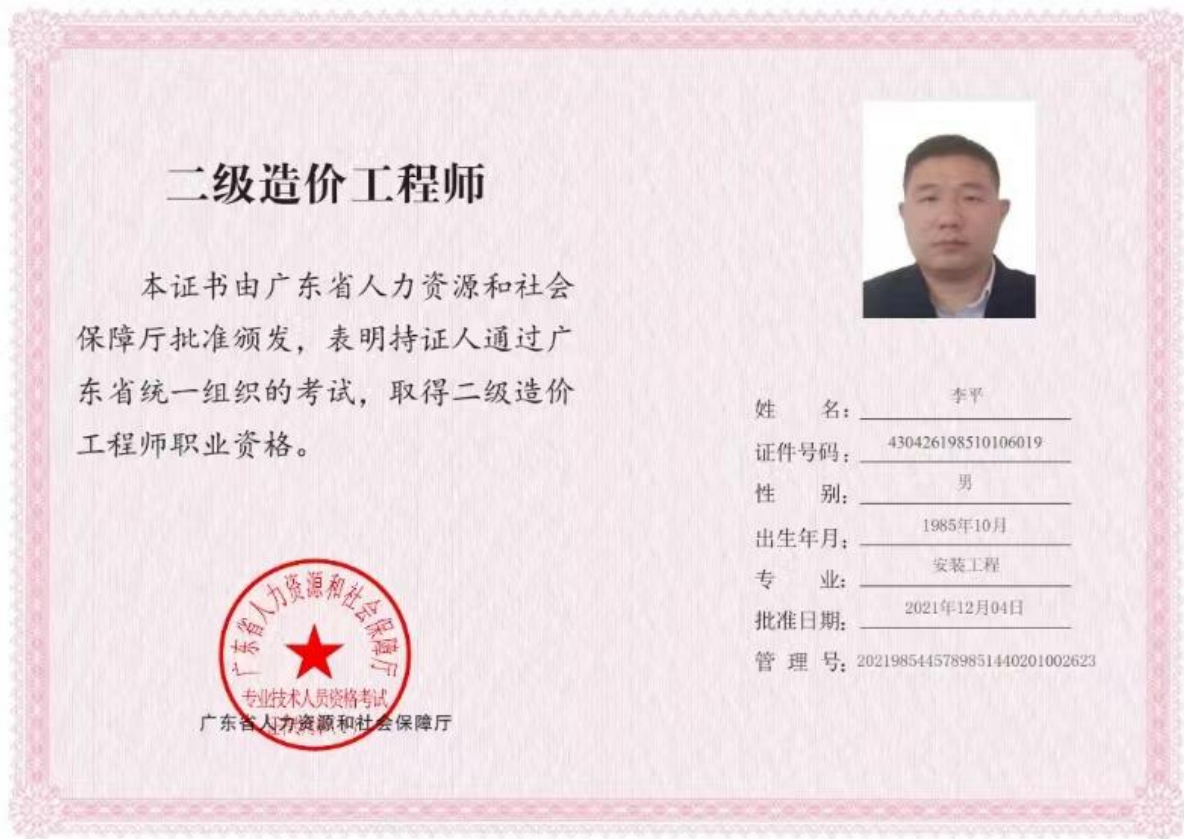 二级造价工程师
本证书由广东省人力资源和社会
保障厅批准颁发，表明持证人通过广
东省统一组织的考试，取得二级造价
工程师职业资格。
广东省人力资源和社会保障厅
专业技术人员资格考试
广东省人力资源和社会保障厅
姓 名：李平
证件号码：430426198510106019
性 别：男
出生年月：1985年10月
专 业：安装工程
批准日期：2021年12月04日
管 理 号：2021985445789851440201002623